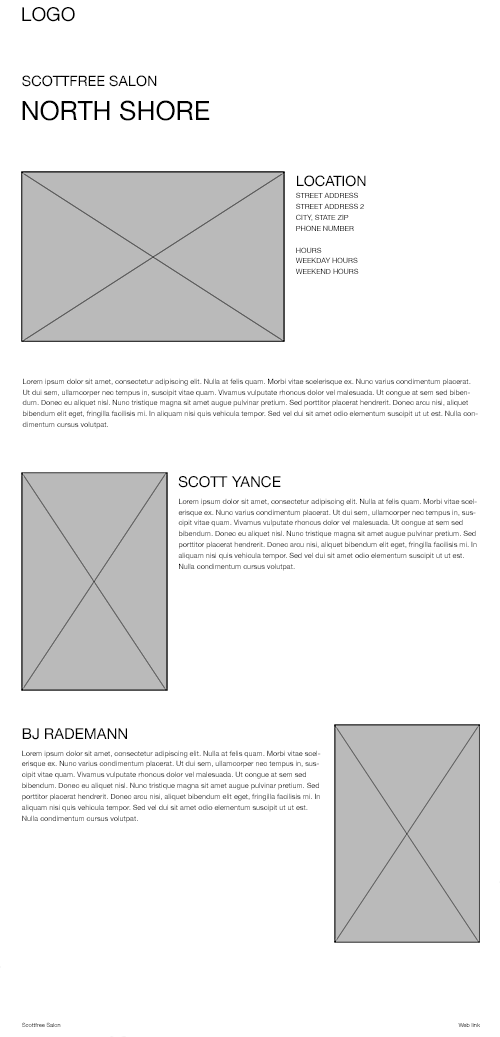 LOGO
SCOTTFREE SALON
NORTH SHORE
LOCATION
STREET ADDRESS
STREET ADDRESS 2
CITY, STATE ZIP
PHONE NUMBER
HOURS
WEEKDAY HOURS
WEEKEND HOURS
Lorem ipsum dolor sit amet, consectetur adipiscing elit. Nulla at felis quam. Morbi vitae scelerisque ex. Nunc varius condimentum placerat.
Ut dui sem, ullamcorper nec tempus in, suscipit vitae quam. Vivamus vulputate rhoncus dolor vel malesuada. Ut congue at sem sed biben-
dum. Donec eu aliquet nisl. Nunc tristique magna sit amet augue pulvinar pretium. Sed porttitor placerat hendrerit. Donec arcu nisi, aliquet
bibendum elit eget, fringilla facilisis mi. In aliquam nisi quis vehicula tempor. Sed vel dui sit amet odio elementum suscipit ut ut est. Nulla con-
dimentum cursus volutpat.
SCOTT YANCE
Lorem ipsum dolor sit amet, consectetur adipiscing elit. Nulla at felis quam. Morbi vitae scel-
erisque ex. Nunc varius condimentum placerat. Ut dui sem, ullamcorper nec tempus in, sus-
cipit vitae quam. Vivamus vulputate rhoncus dolor vel malesuada. Ut congue at sem sed
bibendum. Donec eu aliquet nisl. Nunc tristique magna sit amet augue pulvinar pretium. Sed
porttitor placerat hendrerit. Donec arcu nisi, aliquet bibendum elit eget, fringilla facilisis mi. In
aliquam nisi quis vehicula tempor. Sed vel dui sit amet odio elementum suscipit ut ut est.
Nulla condimentum cursus volutpat.
BJ RADEMANN
Lorem ipsum dolor sit amet, consectetur adipiscing elit. Nulla at felis quam. Morbi vitae scel-
erisque ex. Nunc varius condimentum placerat. Ut dui sem, ullamcorper nec tempus in, sus-
cipit vitae quam. Vivamus vulputate rhoncus dolor vel malesuada. Ut congue at sem sed
bibendum. Donec eu aliquet nisl. Nunc tristique magna sit amet augue pulvinar pretium. Sed
porttitor placerat hendrerit. Donec arcu nisi, aliquet bibendum elit eget, fringilla facilisis mi. In
aliquam nisi quis vehicula tempor. Sed vel dui sit amet odio elementum suscipit ut ut est.
Nulla condimentum cursus volutpat.
Scottfree Salon
Web link